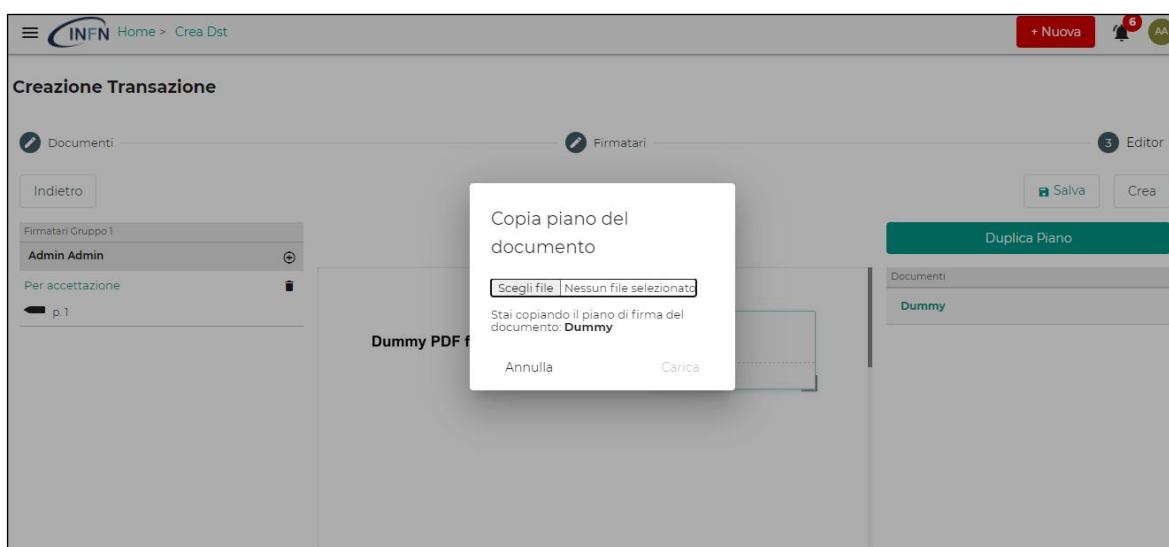 INFN Home > Crea Dst
+ Nuova
6
AA
Creazione Transazione
Documenti
Firmatari
3 Editor
Indietro
Salva
Crea
Firmatari Gruppo 1
Admin Admin
Per accettazione
p. 1
Dummy PDF f
Copia piano del
documento
Scegli file Nessun file selezionato
Stai copiando il piano di firma del
documento: Dummy
Annulla
Carica
Duplica Piano
Documenti
Dummy